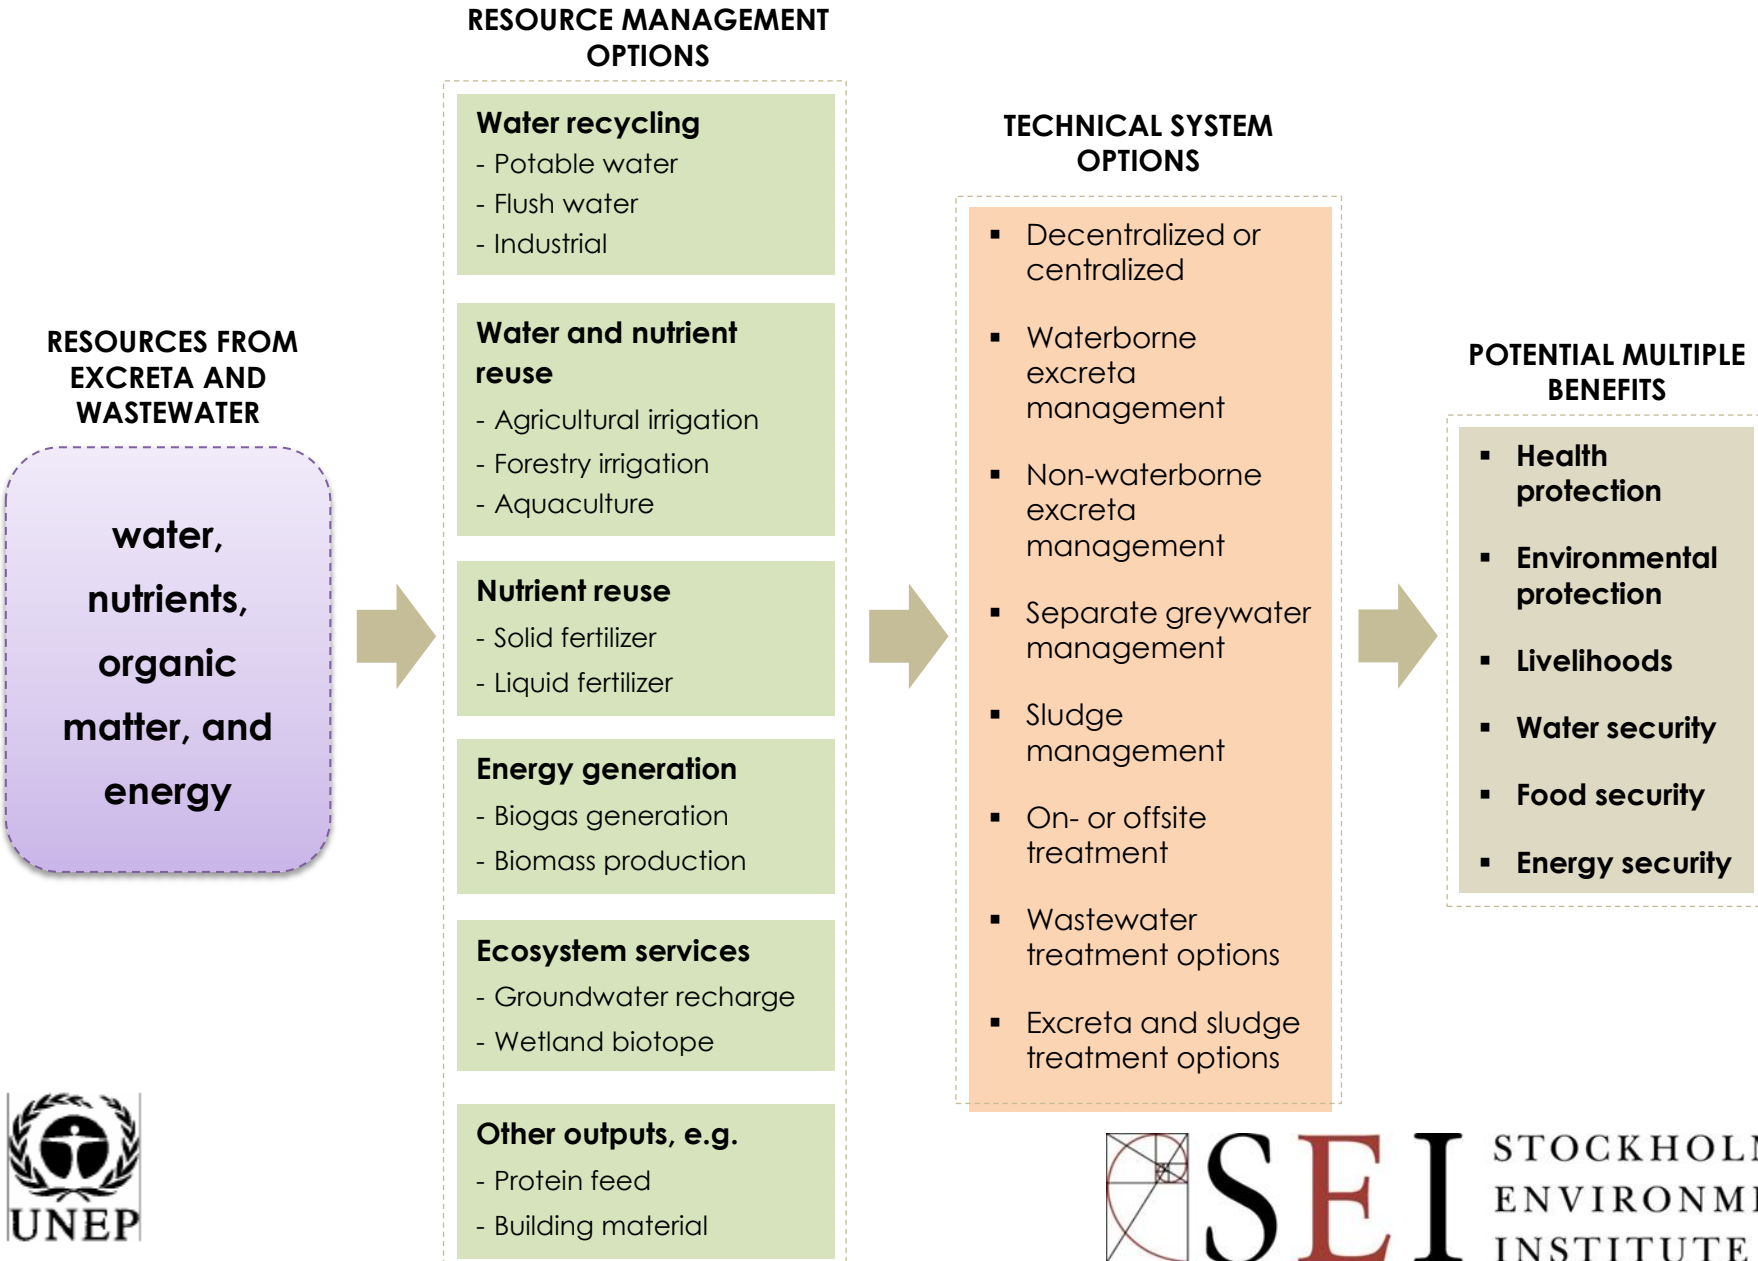 RESOURCES FROM
EXCRETA AND
WASTEWATER
water,
nutrients,
organic
matter, and
energy
RESOURCE MANAGEMENT
OPTIONS
Water recycling
- Potable water
- Flush water
- Industrial
Water and nutrient
reuse
- Agricultural irrigation
- Forestry irrigation
- Aquaculture
Nutrient reuse
- Solid fertilizer
- Liquid fertilizer
Energy generation
- Biogas generation
- Biomass production
Ecosystem services
- Groundwater recharge
- Wetland biotope
Other outputs, e.g.
- Protein feed
- Building material
TECHNICAL SYSTEM
OPTIONS
▪ Decentralized or
centralized
▪ Waterborne
excreta
management
▪ Non-waterborne
excreta
management
▪ Separate greywater
management
▪ Sludge
management
▪ On- or offsite
treatment
▪ Wastewater
treatment options
▪ Excreta and sludge
treatment options
POTENTIAL MULTIPLE
BENEFITS
▪ Health
protection
▪ Environmental
protection
▪ Livelihoods
▪ Water security
▪ Food security
▪ Energy security
UNEP
SEI
STOCKHOLM
ENVIRONME
INSTITUTE